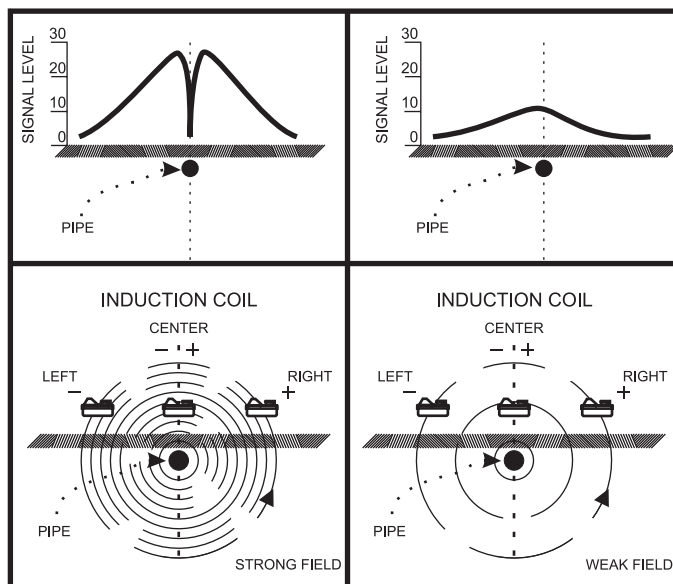 30
20
10
0
SIGNAL LEVEL
PIPE
30
20
10
0
SIGNAL LEVEL
PIPE
INDUCTION COIL
CENTER
− +
LEFT
−
RIGHT
+
PIPE
STRONG FIELD
INDUCTION COIL
CENTER
− +
LEFT
−
RIGHT
+
PIPE
WEAK FIELD